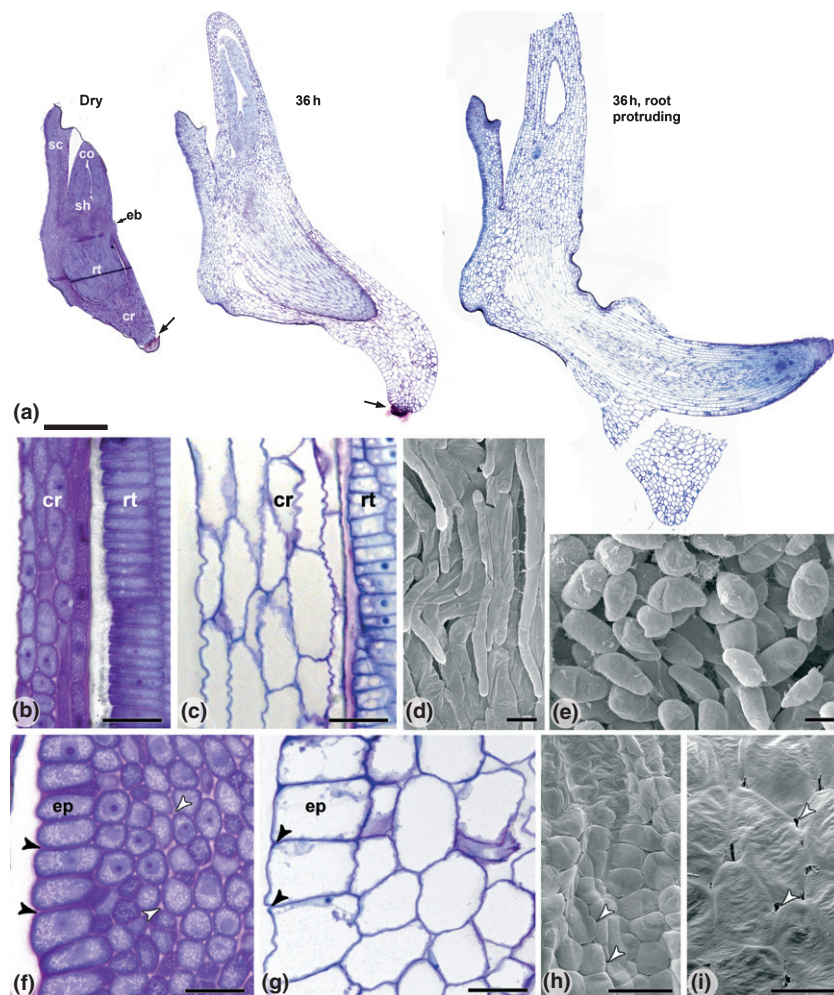 Dry
36 h
36 h, root
protruding
sc
co
sh
eb
rt
cr
(a)
cr
rt
cr
rt
(b)
(c)
(d)
(e)
ep
ep
(f)
(g)
(h)
(i)